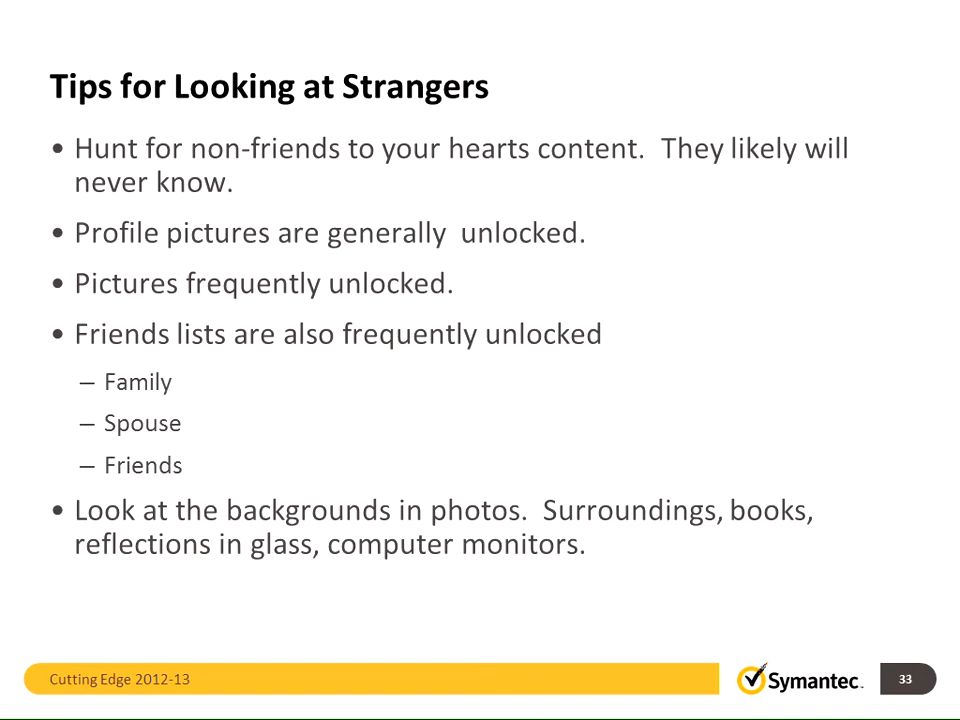 Tips for Looking at Strangers
• Hunt for non-friends to your hearts content.  They likely will
never know.
• Profile pictures are generally  unlocked.
• Pictures frequently unlocked.
• Friends lists are also frequently unlocked
– Family
– Spouse
– Friends
• Look at the backgrounds in photos.  Surroundings, books,
reflections in glass, computer monitors.
Cutting Edge 2012-13
Symantec.
33